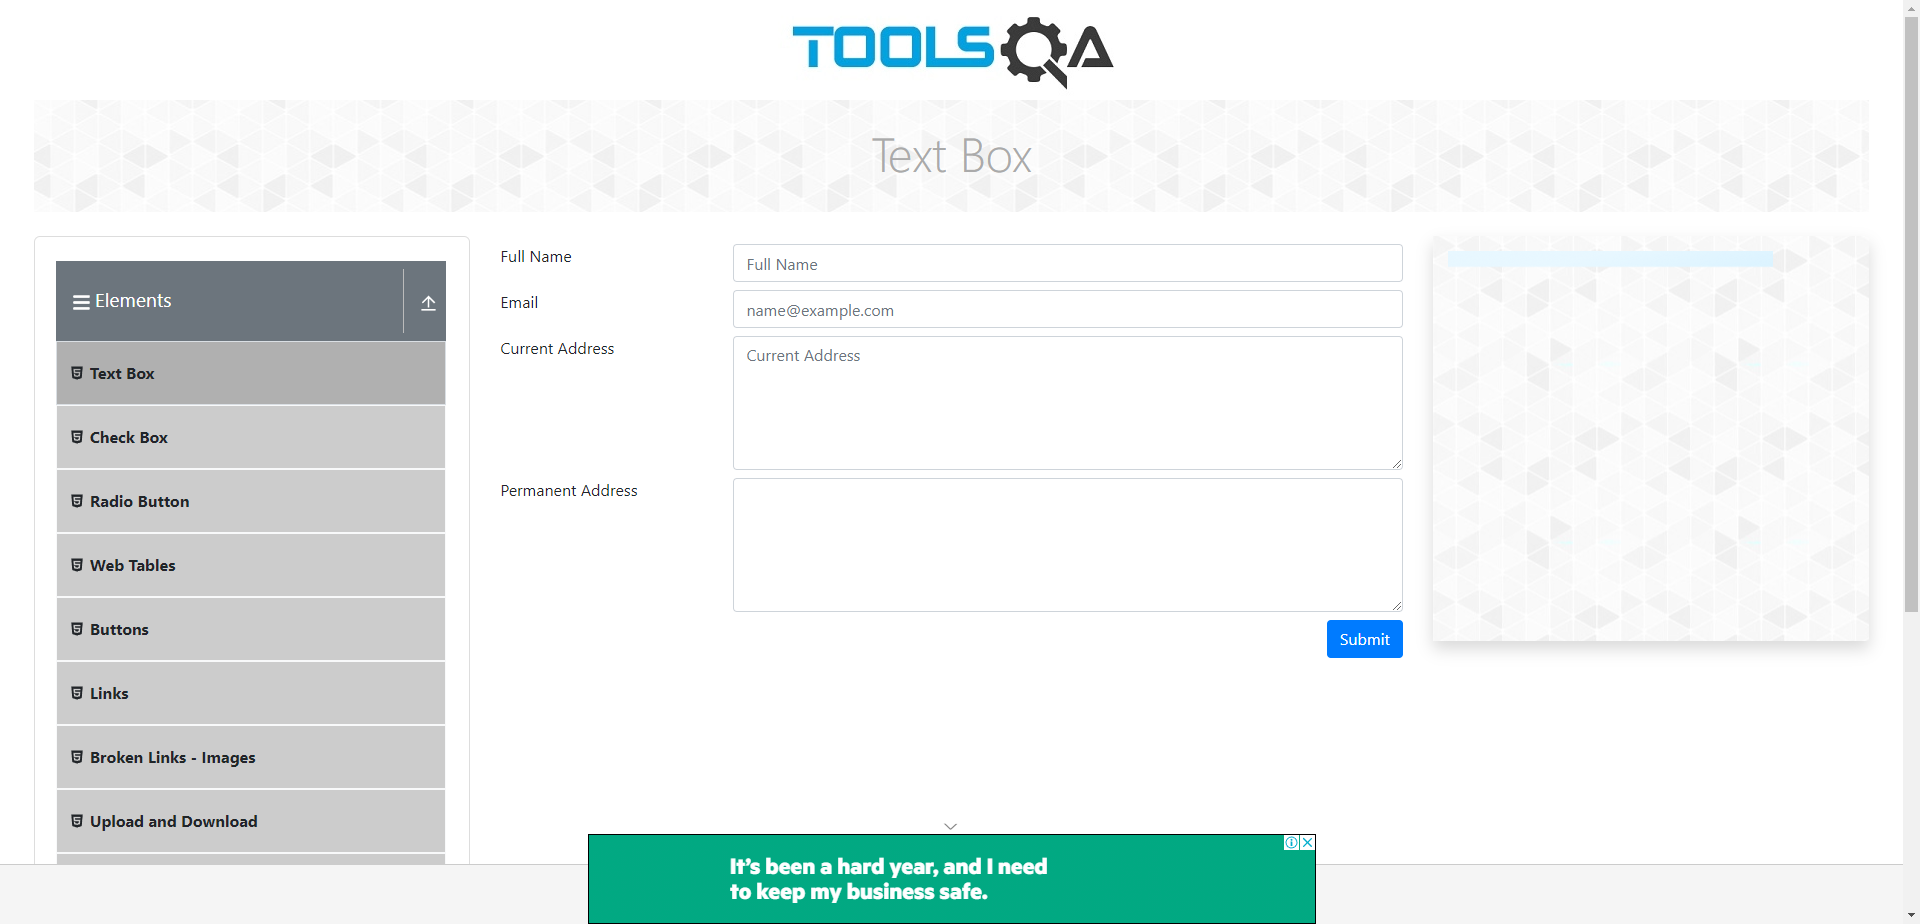 TOOLSQA
Text Box
Elements
Text Box
Check Box
Radio Button
Web Tables
Buttons
Links
Broken Links - Images
Upload and Download
Full Name
Full Name
Email
name@example.com
Current Address
Current Address
Permanent Address
Submit
It's been a hard year, and I need
to keep my business safe.